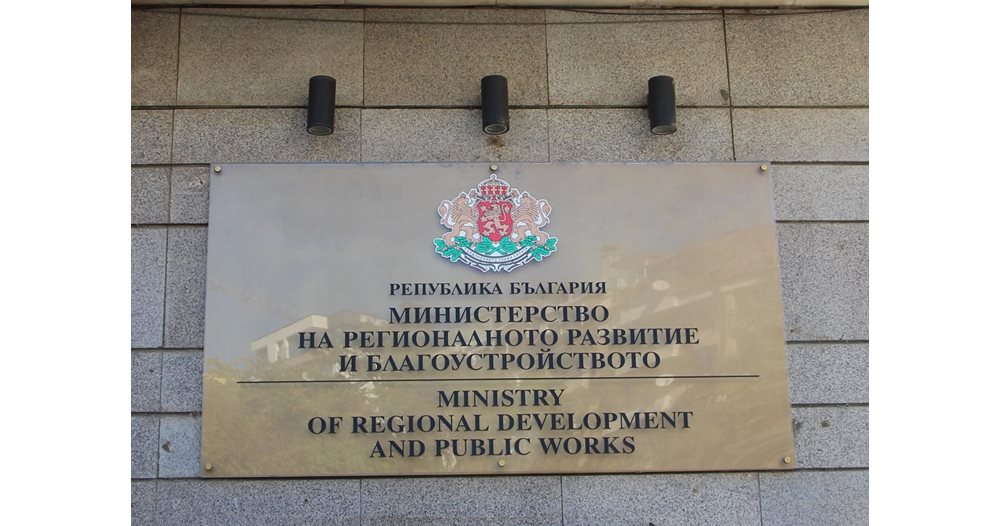 РЕПУБЛИКА БЪЛГАРИЯ
МИНИСТЕРСТВО
НА РЕГИОНАЛНОТО РАЗВИТИЕ
И БЛАГОУСТРОЙСТВОТО
MINISTRY
OF REGIONAL DEVELOPMENT
AND PUBLIC WORKS